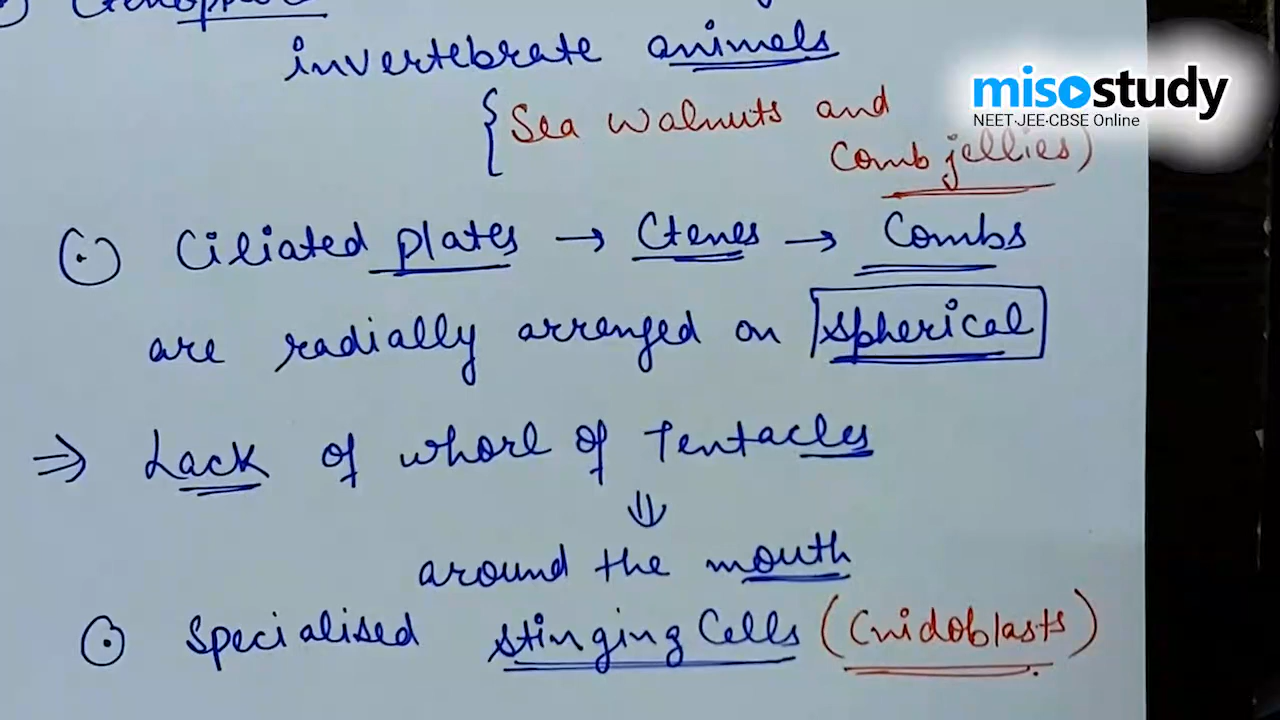 invertebrate animals
{Sea walnuts and
Comb jellies)
misostudy
NEET·JEE·CBSE Online
⊙ Ciliated plates → Ctenes → Combs
are radially arranged on spherical
⇒ Lack of whorl of Tentacles
⇓
around the mouth
⊙ Specialised stinging Cells (Cnidoblasts)